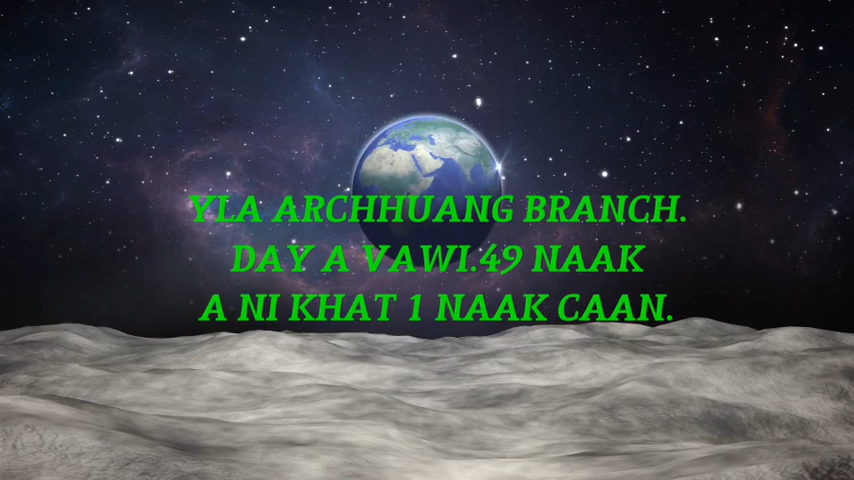 YLA ARCHHUANG BRANCH.
DAY A VAWI.49 NAAK
A NI KHAT 1 NAAK CAAN.